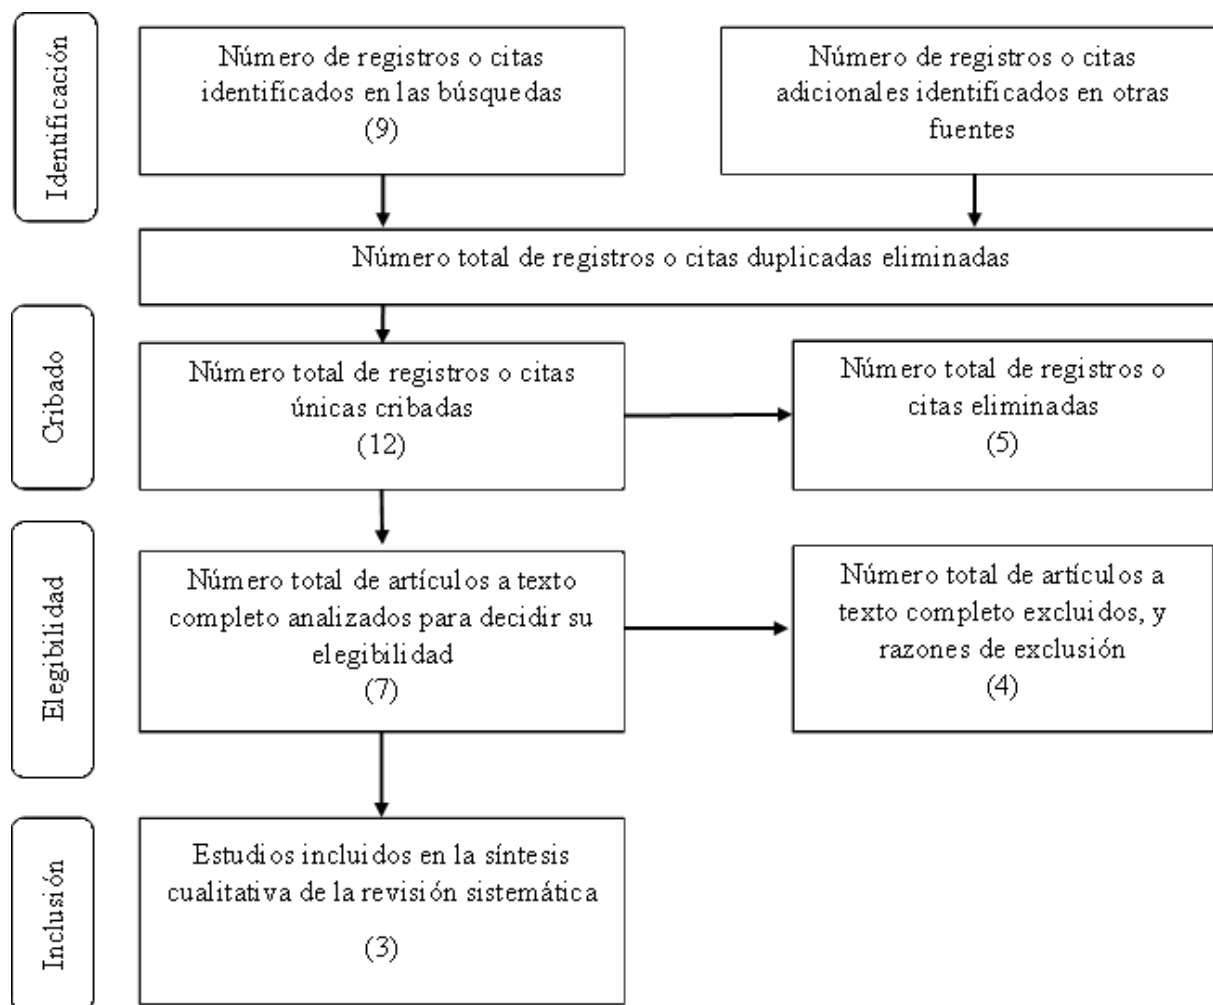 Identificación
Número de registros o citas
identificados en las búsquedas
(9)
Número de registros o citas
adicionales identificados en otras
fuentes
Número total de registros o citas duplicadas eliminadas
Cribado
Número total de registros o citas
únicas cribadas
(12)
Número total de registros o
citas eliminadas
(5)
Elegibilidad
Número total de artículos a texto
completo analizados para decidir su
elegibilidad
(7)
Número total de artículos a
texto completo excluidos, y
razones de exclusión
(4)
Inclusión
Estudios incluidos en la síntesis
cualitativa de la revisión sistemática
(3)